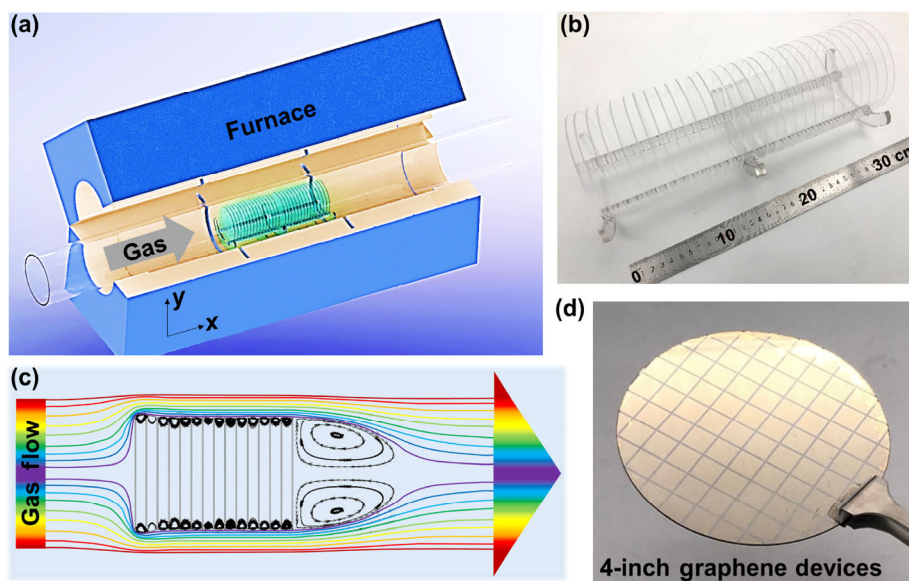 (a)
Furnace
Gas
y
x
(b)
0
10
20
30 cm
(c)
Gas flow
(d)
4-inch graphene devices